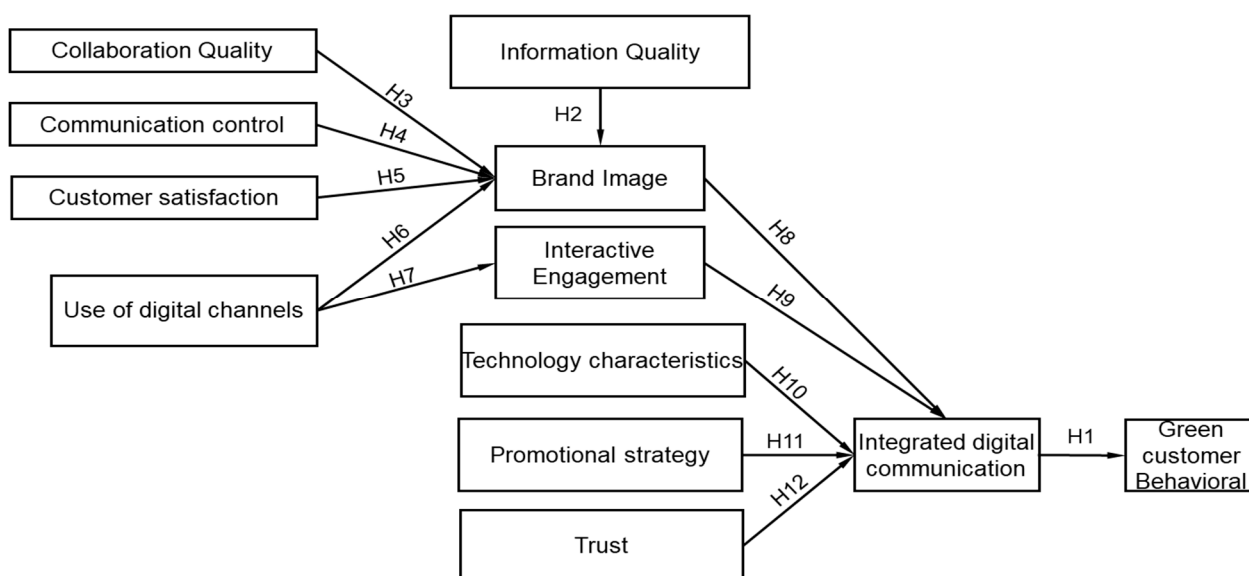 Collaboration Quality
Information Quality
H3
H2
Communication control
H4
Customer satisfaction
H5
Brand Image
H6
H8
Use of digital channels
H7
Interactive
Engagement
H9
Technology characteristics
H10
Promotional strategy
H11
Integrated digital
communication
H1
Green
customer
Behavioral
H12
Trust